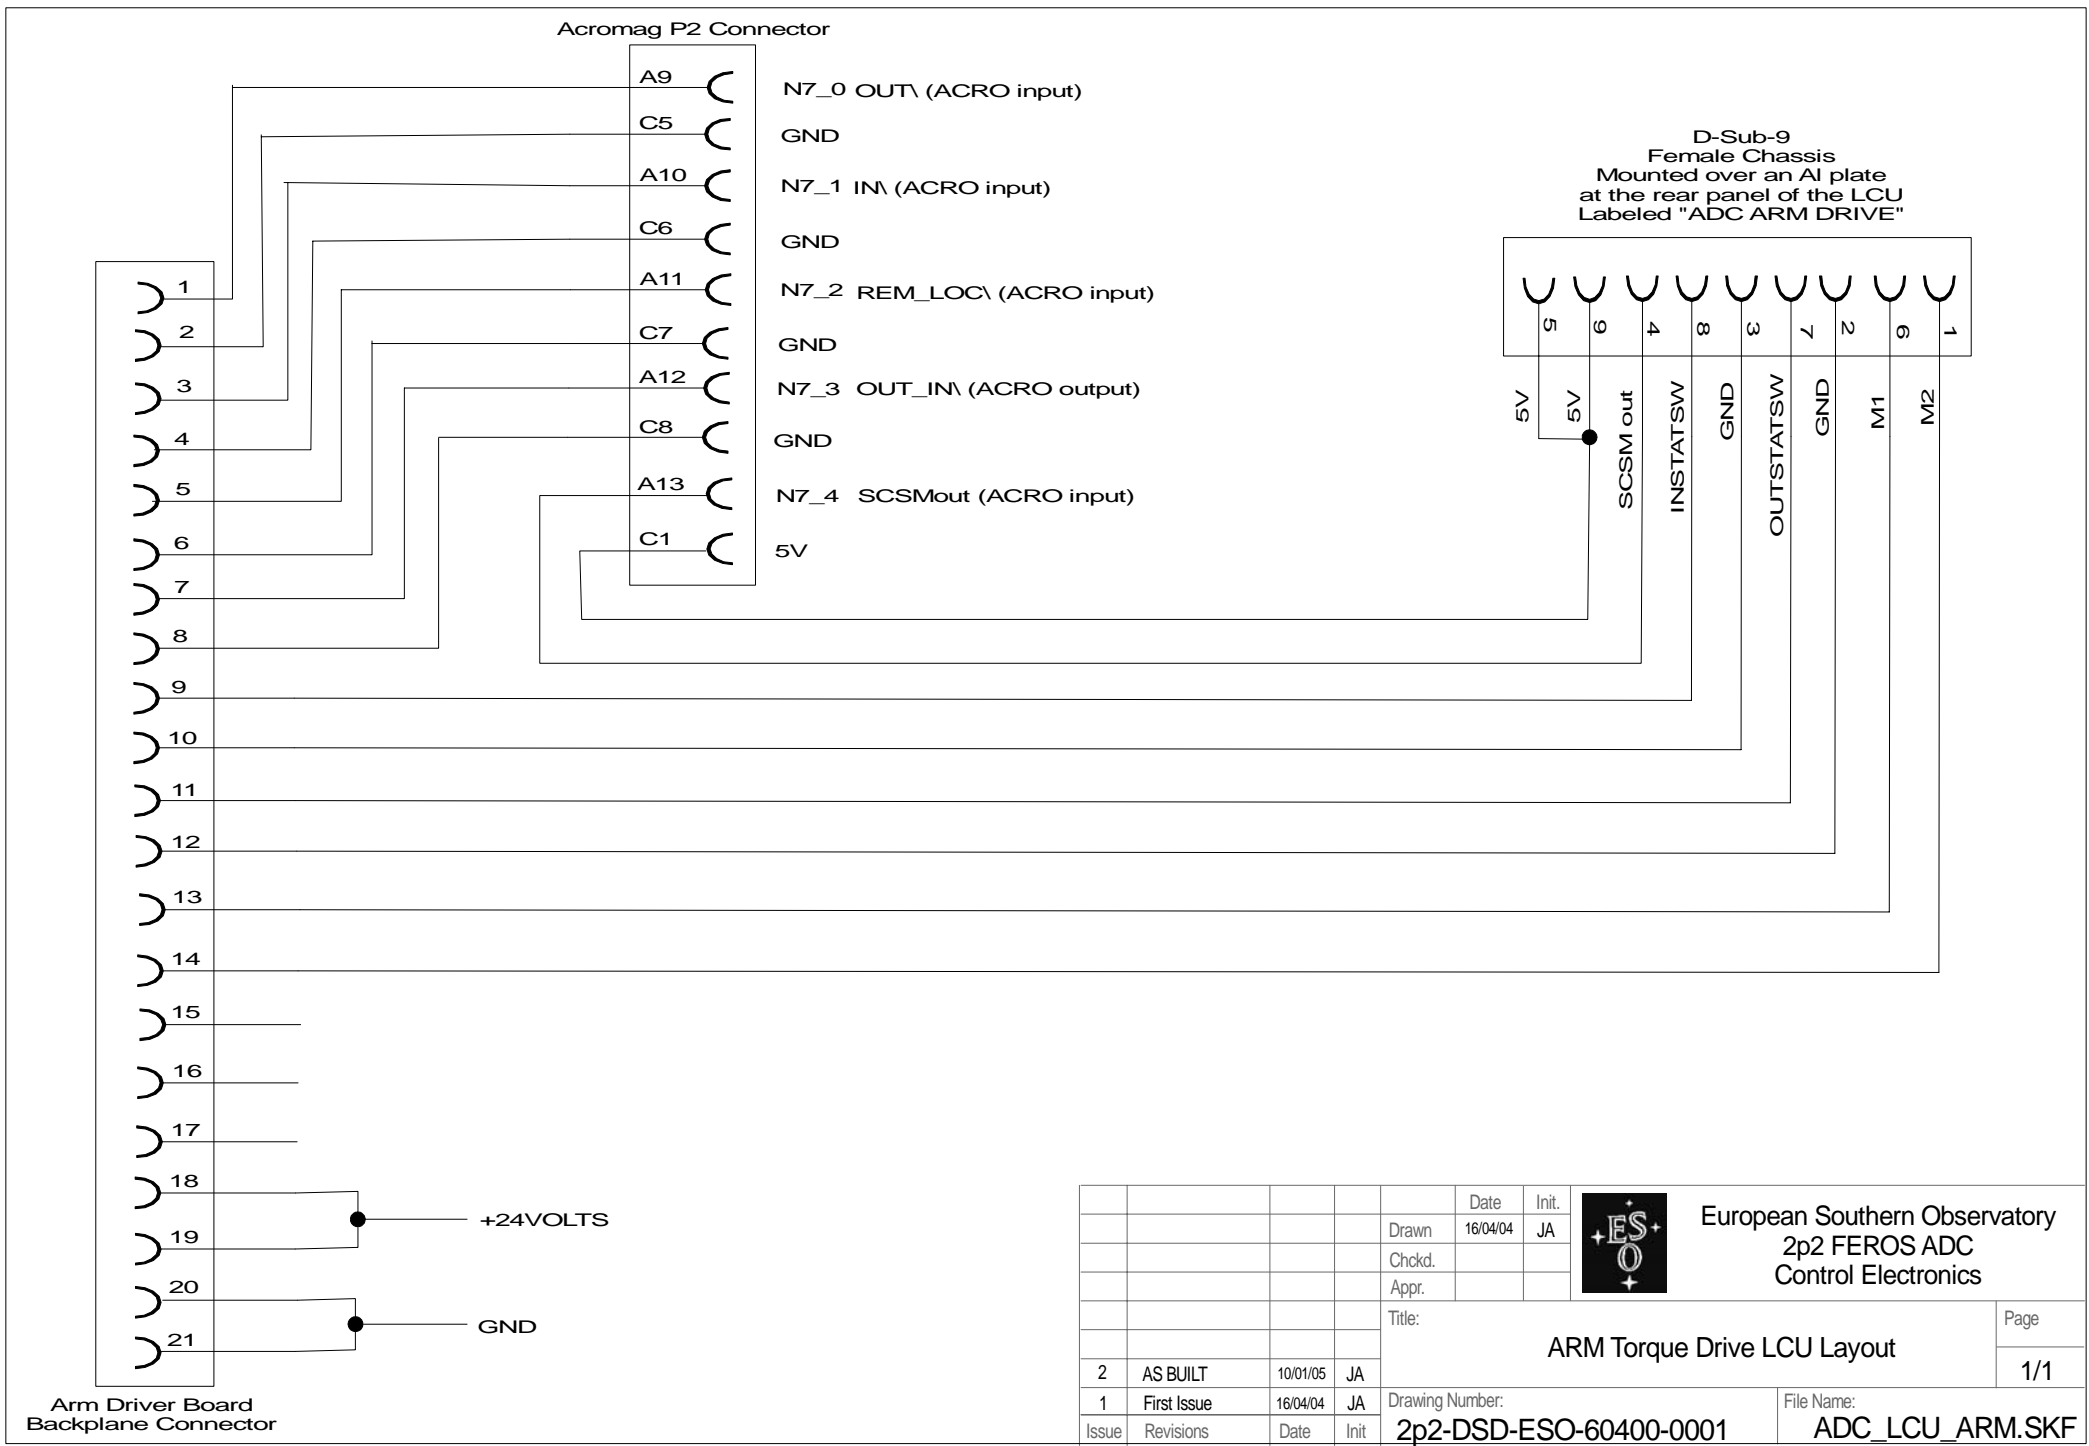 Acromag P2 Connector
A9
N7_0 OUT\ (ACRO input)
C5
GND
A10
N7_1 IN\ (ACRO input)
C6
GND
A11
N7_2 REM_LOC\ (ACRO input)
C7
GND
A12
N7_3 OUT_IN\ (ACRO output)
C8
GND
A13
N7_4 SCSMout (ACRO input)
C1
5V
D-Sub-9
Female Chassis
Mounted over an Al plate
at the rear panel of the LCU
Labeled "ADC ARM DRIVE"
5
9
4
8
3
7
2
6
1
5V
5V
SCSM out
INSTATSW
GND
OUTSTATSW
GND
M1
M2
1
2
3
4
5
6
7
8
9
10
11
12
13
14
15
16
17
18
19
20
21
+24VOLTS
GND
Arm Driver Board
Backplane Connector
Date Init.
Drawn 16/04/04 JA
Chckd.
Appr.
ESO
European Southern Observatory
2p2 FEROS ADC
Control Electronics
Title:
ARM Torque Drive LCU Layout
Page
1/1
2 AS BUILT 10/01/05 JA
1 First Issue 16/04/04 JA
Issue Revisions Date Init
Drawing Number:
2p2-DSD-ESO-60400-0001
File Name:
ADC_LCU_ARM.SKF